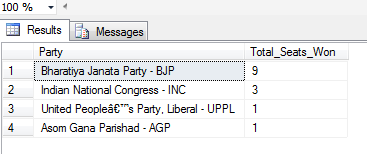 100 %
Results Messages
Party Total_Seats_Won
1 Bharatiya Janata Party - BJP 9
2 Indian National Congress - INC 3
3 United Peopleâ€™s Party, Liberal - UPPL 1
4 Asom Gana Parishad - AGP 1